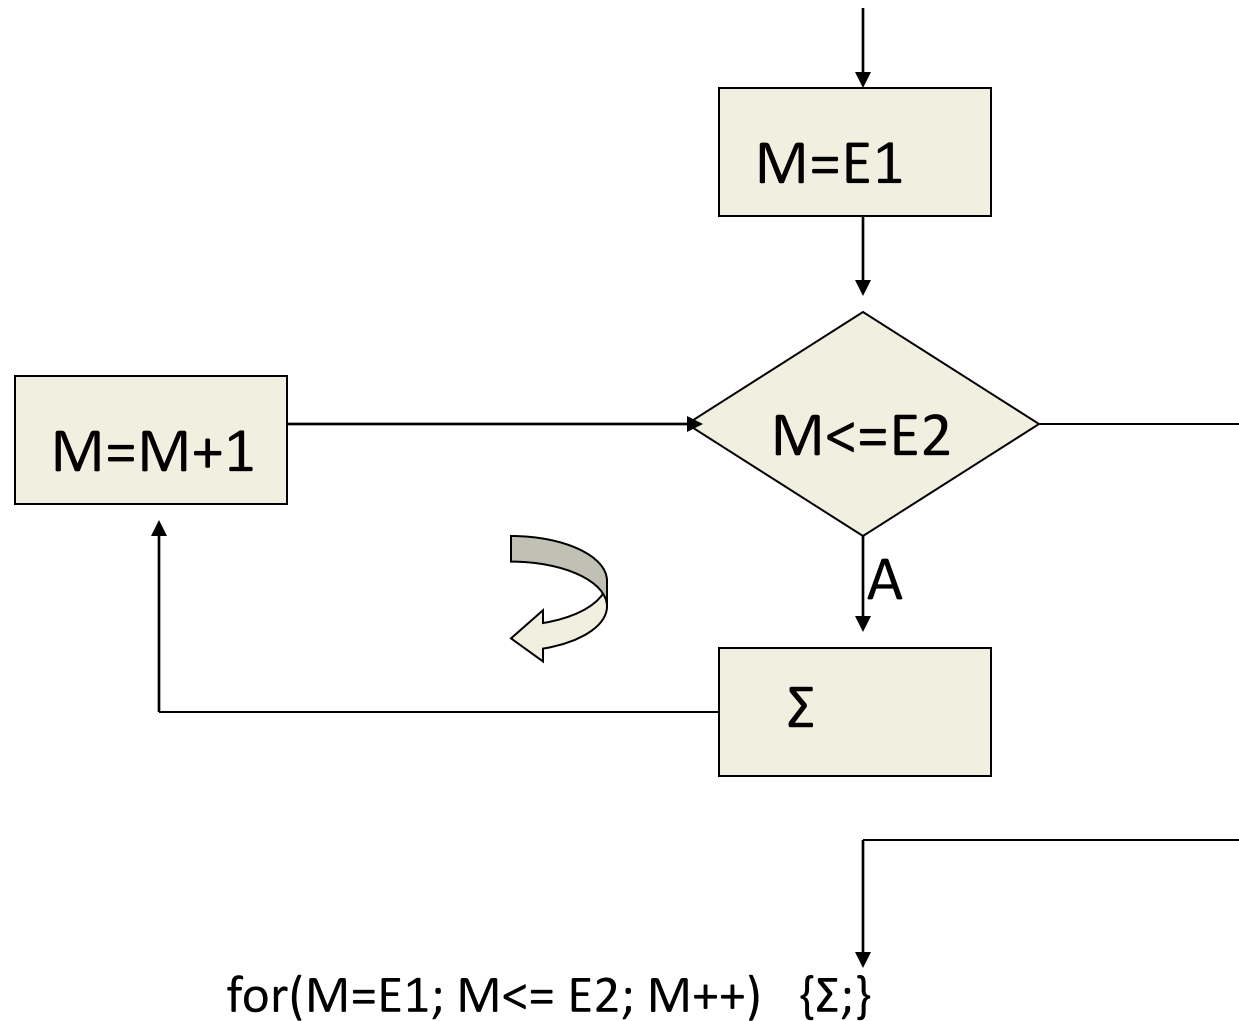 M=E1
M<=E2
M=M+1
Α
Σ
for(M=E1; M<= E2; M++) {Σ;}